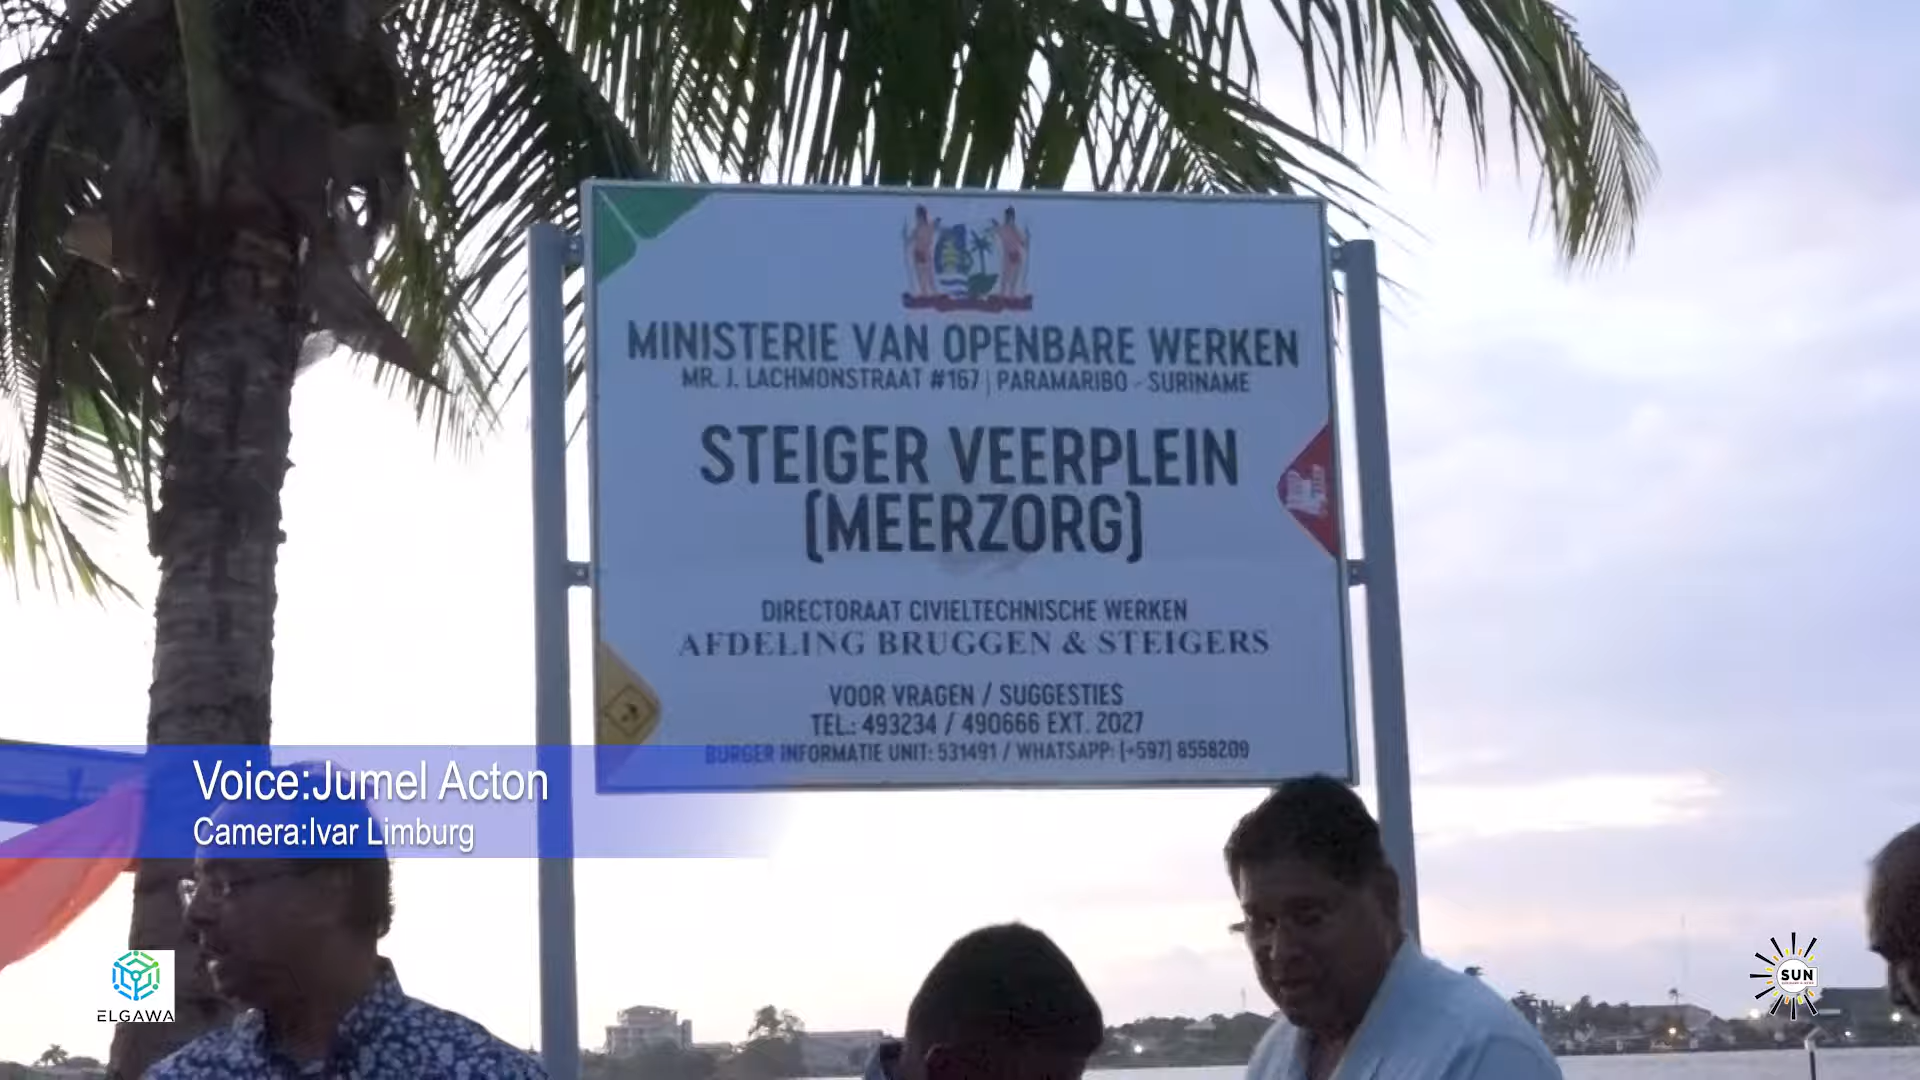 MINISTERIE VAN OPENBARE WERKEN
MR. J. LACHMONSTRAAT #167 | PARAMARIBO - SURINAME
STEIGER VEERPLEIN
(MEERZORG)
DIRECTORAAT CIVIELTECHNISCHE WERKEN
AFDELING BRUGGEN & STEIGERS
VOOR VRAGEN / SUGGESTIES
TEL.: 493234 / 490666 EXT. 2027
BURGER INFORMATIE UNIT: 531491 / WHATSAPP: (+597) 8558209
Voice:Jumel Acton
Camera:Ivar Limburg
ELGAWA
SUN